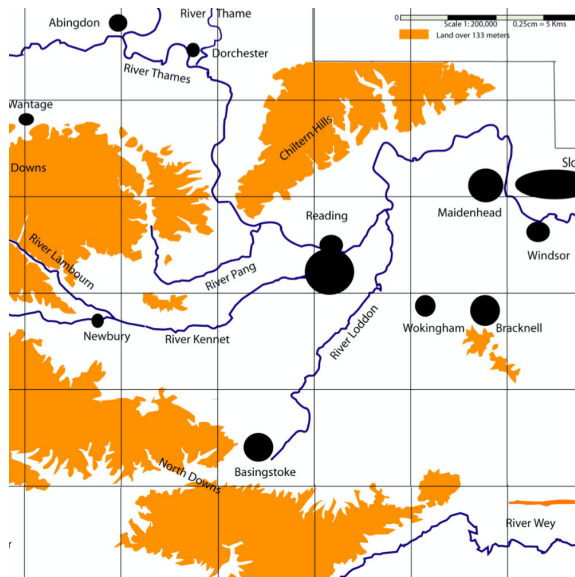 River Thame
Abingdon
0
Scale 1: 200,000 0.25cm = 5 Kms
Land over 133 meters
Dorchester
River Thames
Wantage
Chiltern Hills
Downs
Slo
Maidenhead
Reading
Windsor
River Lambourn
River Pang
Newbury
River Kennet
River Loddon
Wokingham
Bracknell
North Downs
Basingstoke
River Wey
r